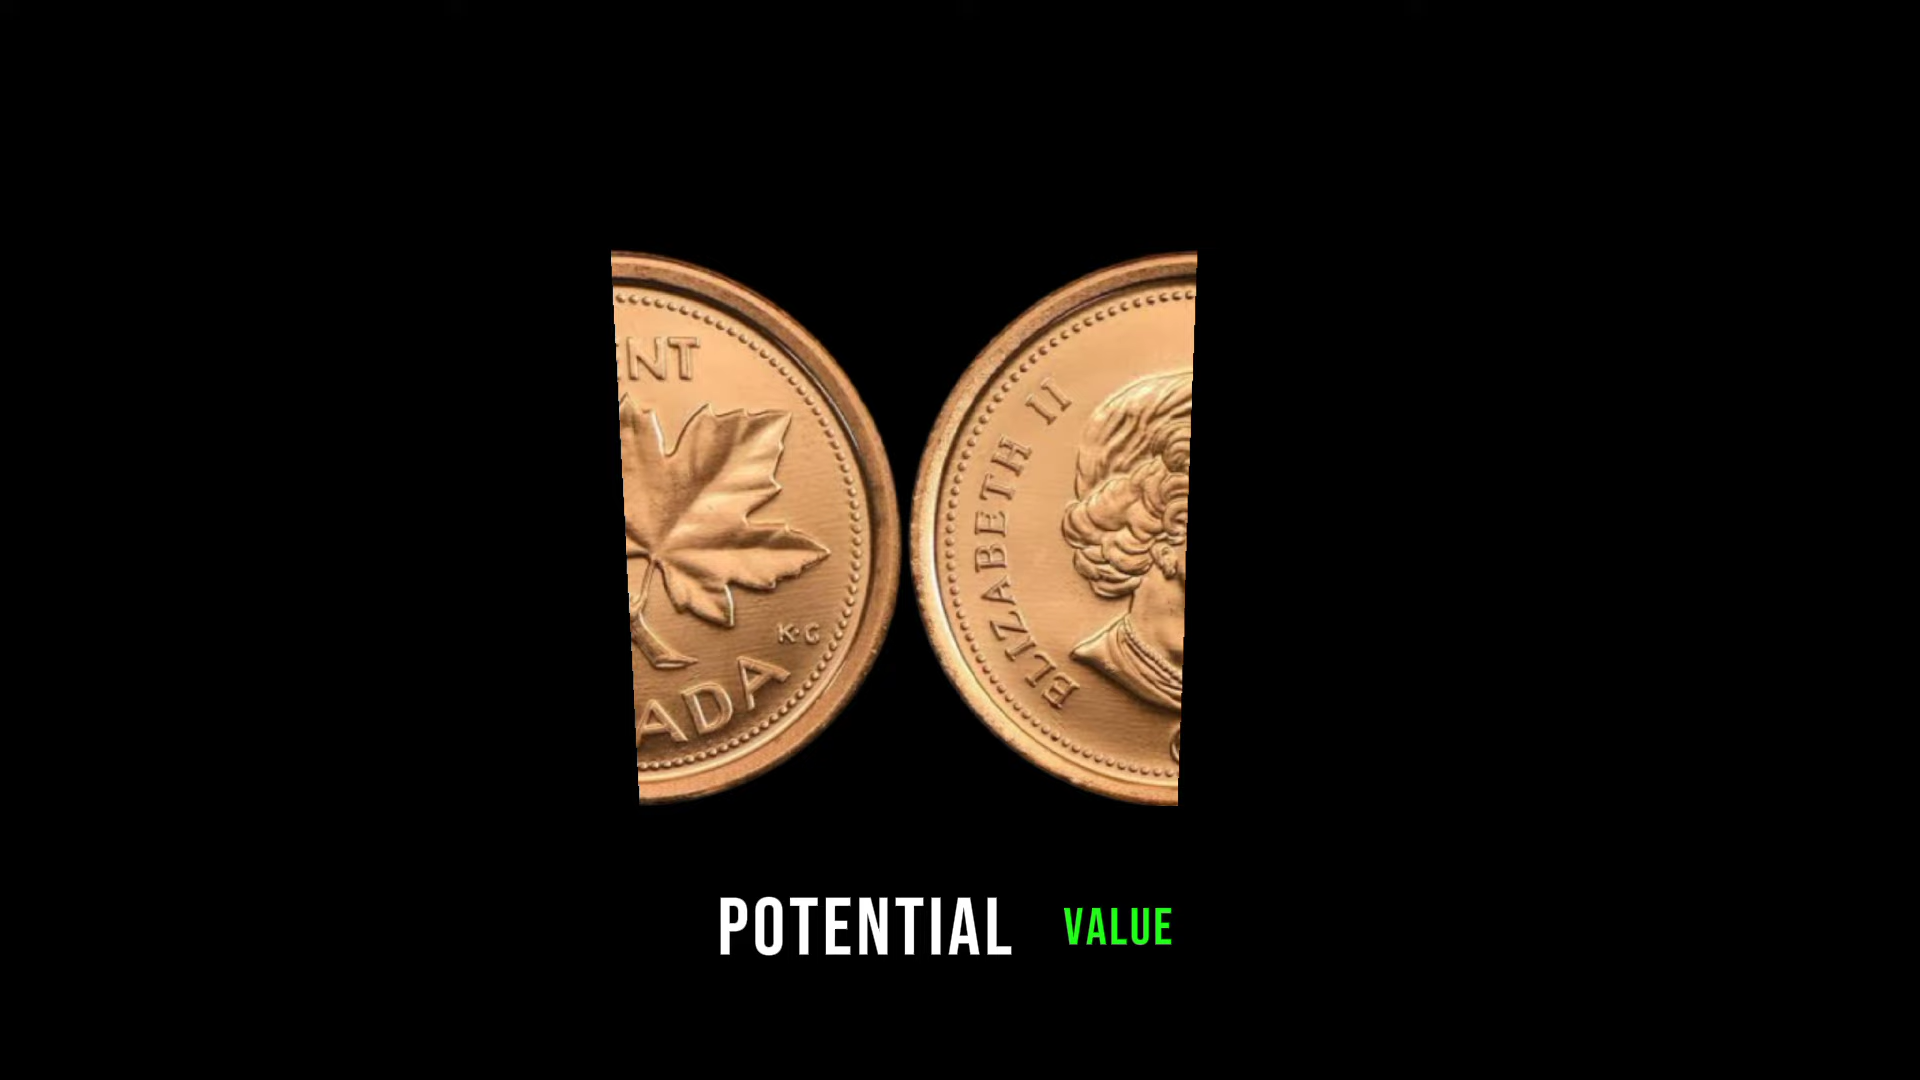 NT
ADA
K·G
ELIZABETH II
POTENTIAL VALUE